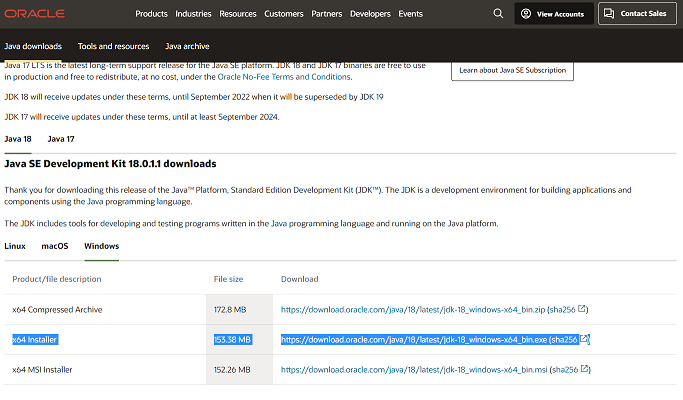 ORACLE Products Industries Resources Customers Partners Developers Events View Accounts Contact Sales
Java downloads Tools and resources Java archive
Java 17 LTS is the latest long-term support release for the Java SE platform. JDK 18 and JDK 17 binaries are free to use
in production and free to redistribute, at no cost, under the Oracle No-Fee Terms and Conditions.
Learn about Java SE Subscription
JDK 18 will receive updates under these terms, until September 2022 when it will be superseded by JDK 19
JDK 17 will receive updates under these terms, until at least September 2024.
Java 18 Java 17
Java SE Development Kit 18.0.1.1 downloads
Thank you for downloading this release of the Java™ Platform, Standard Edition Development Kit (JDK™). The JDK is a development environment for building applications and
components using the Java programming language.
The JDK includes tools for developing and testing programs written in the Java programming language and running on the Java platform.
Linux macOS Windows
Product/file description File size Download
x64 Compressed Archive 172.8 MB https://download.oracle.com/java/18/latest/jdk-18_windows-x64_bin.zip (sha256)
x64 Installer 153.38 MB https://download.oracle.com/java/18/latest/jdk-18_windows-x64_bin.exe (sha256)
x64 MSI Installer 152.26 MB https://download.oracle.com/java/18/latest/jdk-18_windows-x64_bin.msi (sha256)